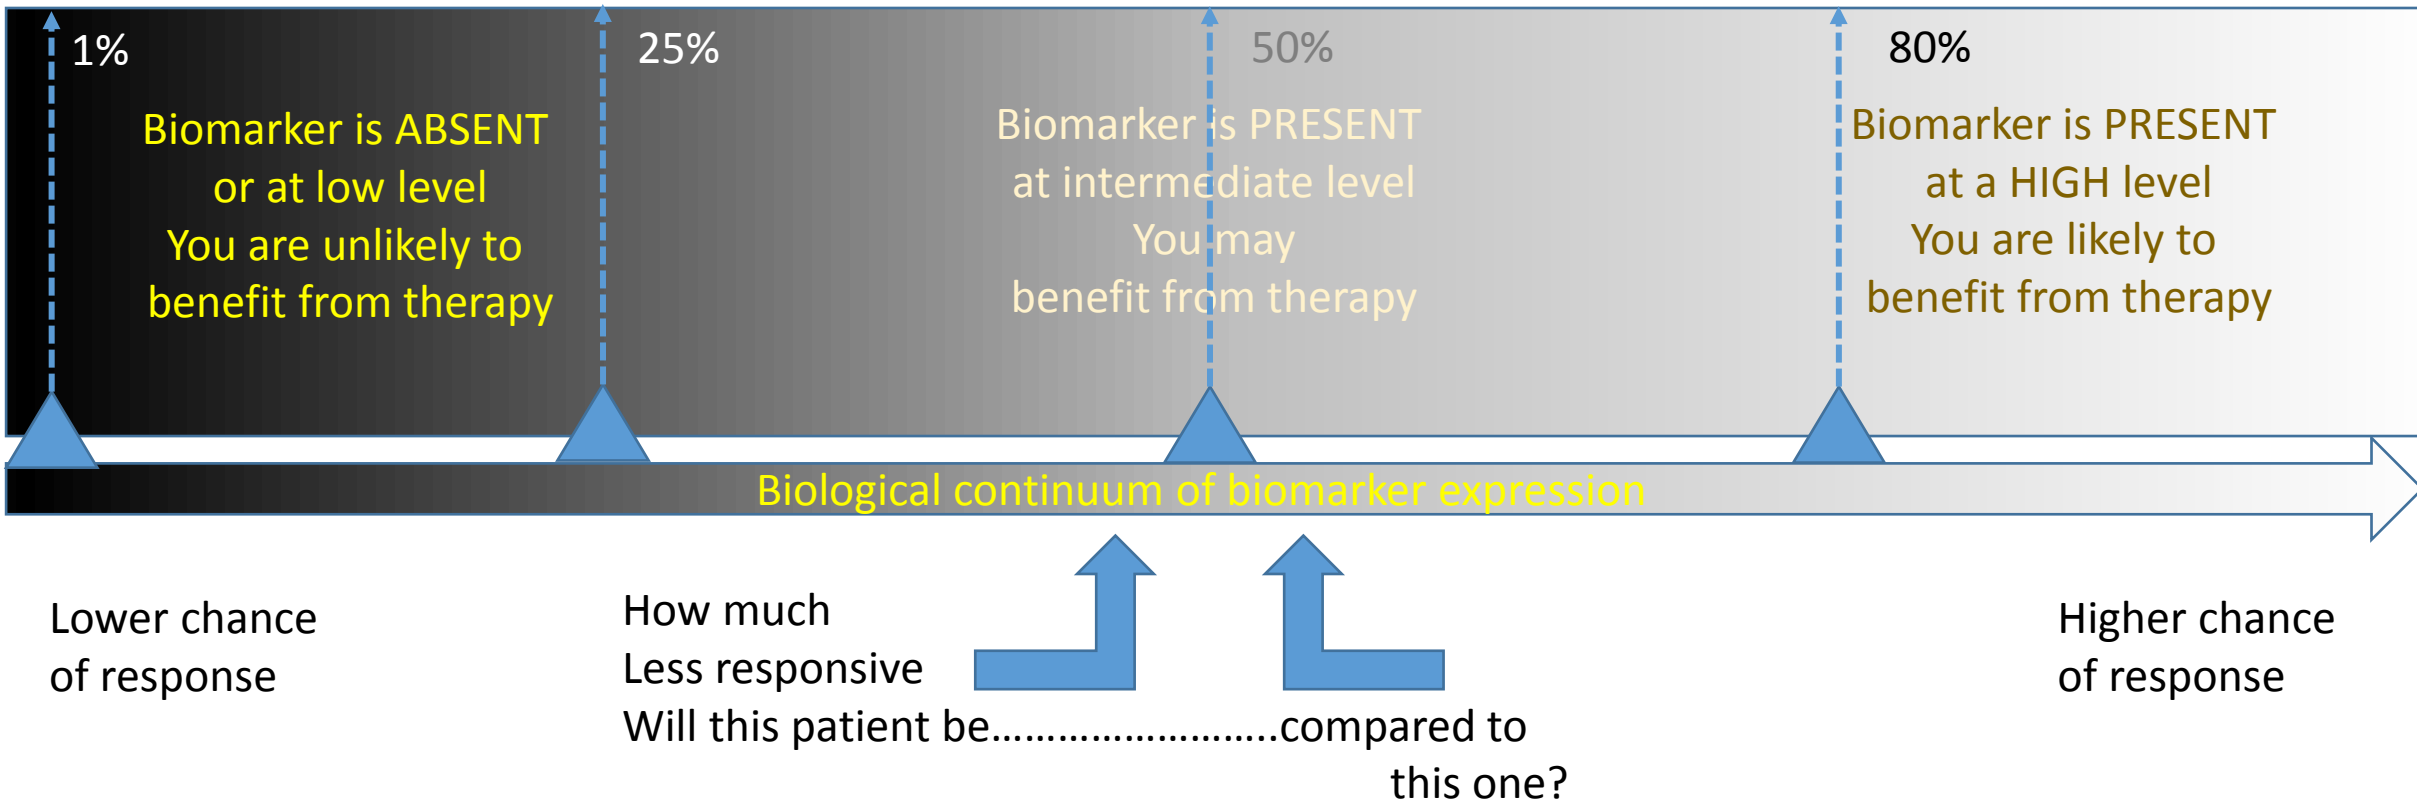 1%
25%
50%
80%
Biomarker is ABSENT
or at low level
You are unlikely to
benefit from therapy
Biomarker is PRESENT
at intermediate level
You may
benefit from therapy
Biomarker is PRESENT
at a HIGH level
You are likely to
benefit from therapy
Biological continuum of biomarker expression
Lower chance
of response
How much
Less responsive
Will this patient be……………………..compared to
this one?
Higher chance
of response